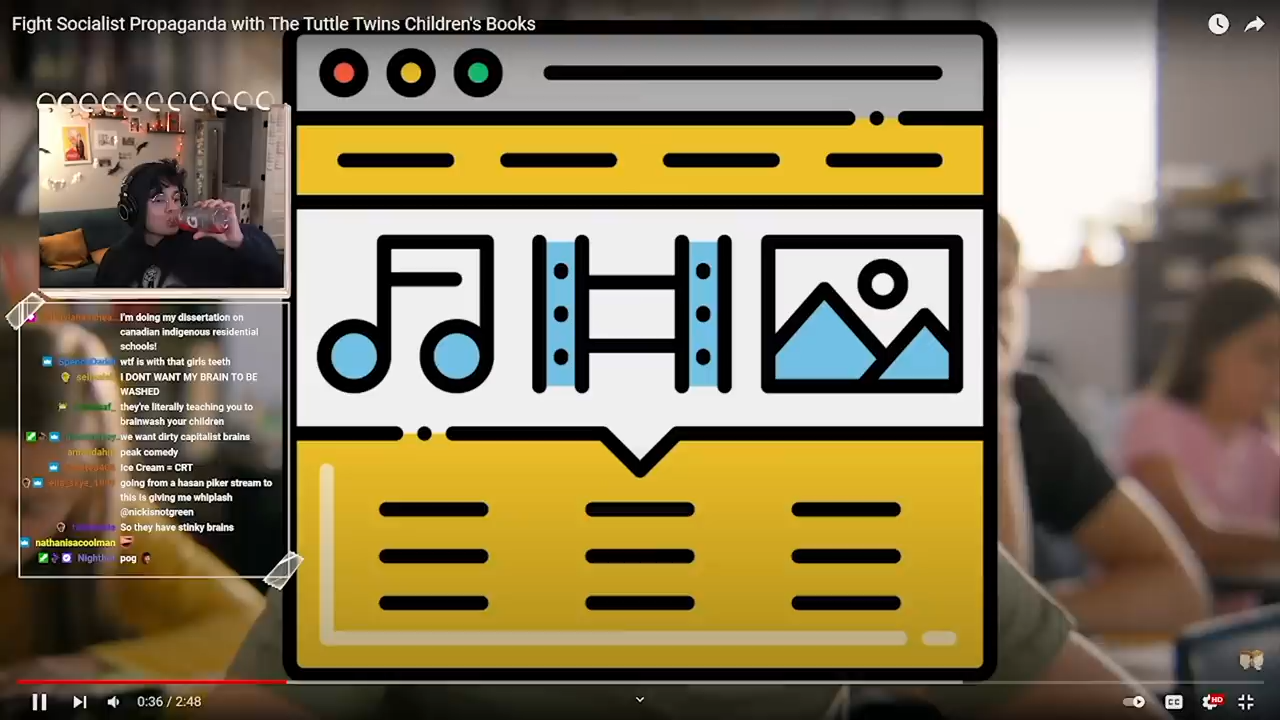 Fight Socialist Propaganda with The Tuttle Twins Children's Books
I'm doing my dissertation on
canadian indigenous residential
schools!
wtf is with that girls teeth
I DONT WANT MY BRAIN TO BE
WASHED
they're literally teaching you to
brainwash your children
we want dirty capitalist brains
peak comedy
Ice Cream = CRT
going from a hasan piker stream to
this is giving me whiplash
@nickisnotgreen
So they have stinky brains
nathanisacoolman
pog
0:36 / 2:48
CC
HD